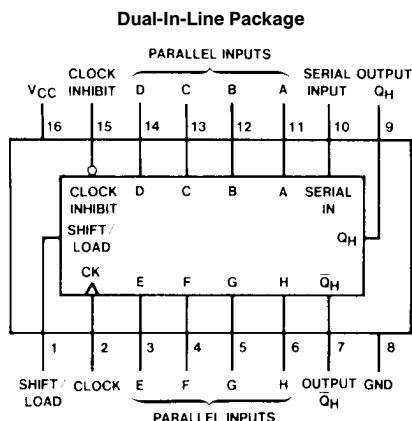 Dual-In-Line Package
PARALLEL INPUTS
CLOCK SERIAL OUTPUT
VCC INHIBIT D C B A INPUT QH
16 15 14 13 12 11 10 9
CLOCK D C B A SERIAL
INHIBIT IN
SHIFT/
LOAD QH
CK E F G H Q̅H
1 2 3 4 5 6 7 8
SHIFT/ CLOCK E F G H OUTPUT GND
LOAD Q̅H
PARALLEL INPUTS